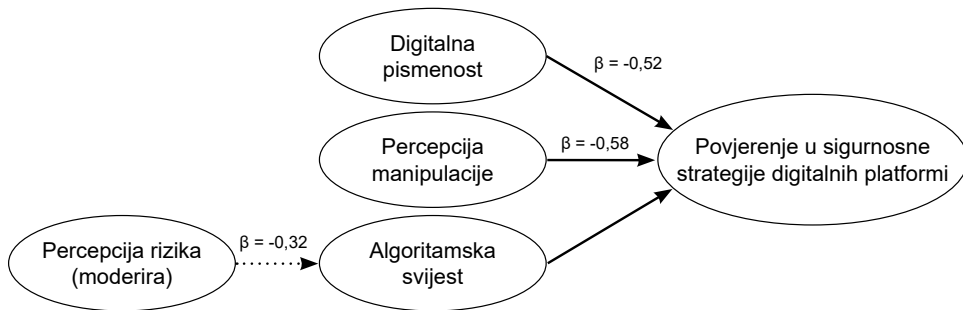 Digitalna
pismenost
β = -0,52
Percepcija
manipulacije
β = -0,58
Povjerenje u sigurnosne
strategije digitalnih platformi
Percepcija rizika
(moderira)
β = -0,32
Algoritamska
svijest